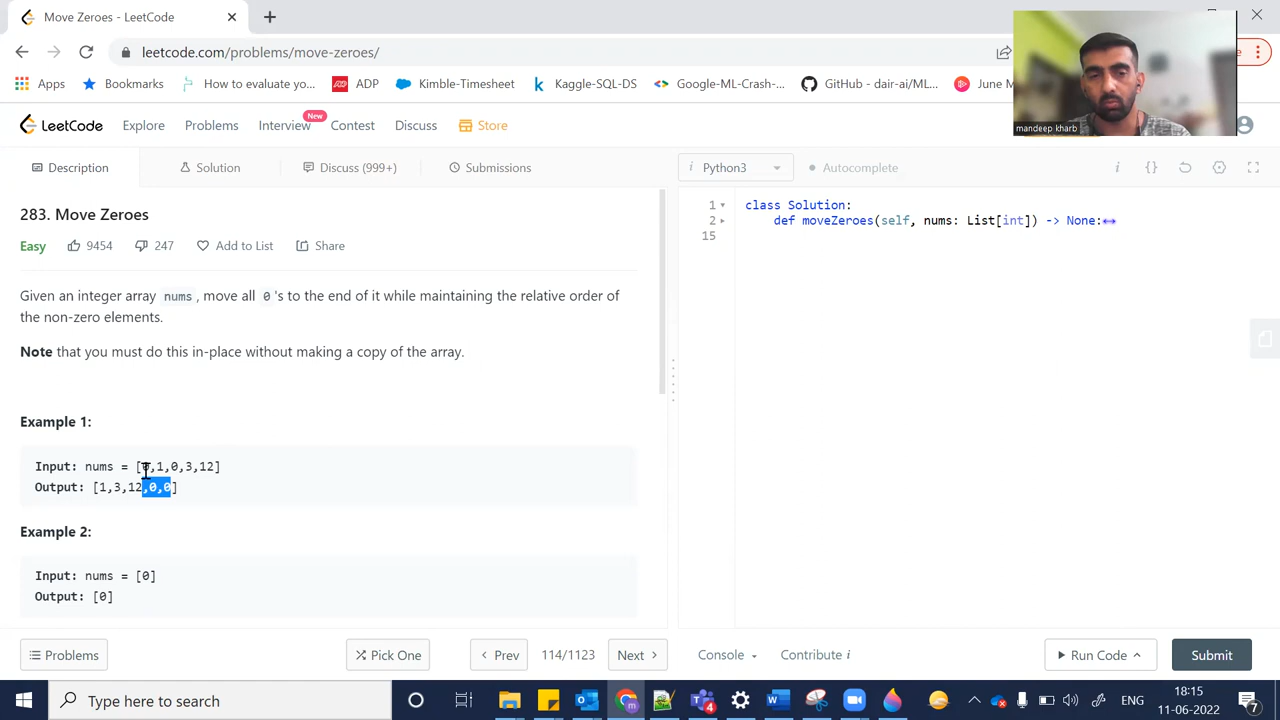 Move Zeroes - LeetCode
leetcode.com/problems/move-zeroes/
Apps Bookmarks How to evaluate you... ADP Kimble-Timesheet Kaggle-SQL-DS Google-ML-Crash-... GitHub - dair-ai/ML... June M
mandeep kharb
LeetCode Explore Problems Interview New Contest Discuss Store
Description Solution Discuss (999+) Submissions
i Python3 Autocomplete
283. Move Zeroes
Easy 9454 247 Add to List Share
Given an integer array nums, move all 0's to the end of it while maintaining the relative order of
the non-zero elements.
Note that you must do this in-place without making a copy of the array.
Example 1:
Input: nums = [0,1,0,3,12]
Output: [1,3,12,0,0]
Example 2:
Input: nums = [0]
Output: [0]
1 class Solution:
2 def moveZeroes(self, nums: List[int]) -> None:
15
Problems Pick One Prev 114/1123 Next Console Contribute i Run Code Submit
Type here to search
4
ENG
18:15
11-06-2022
7